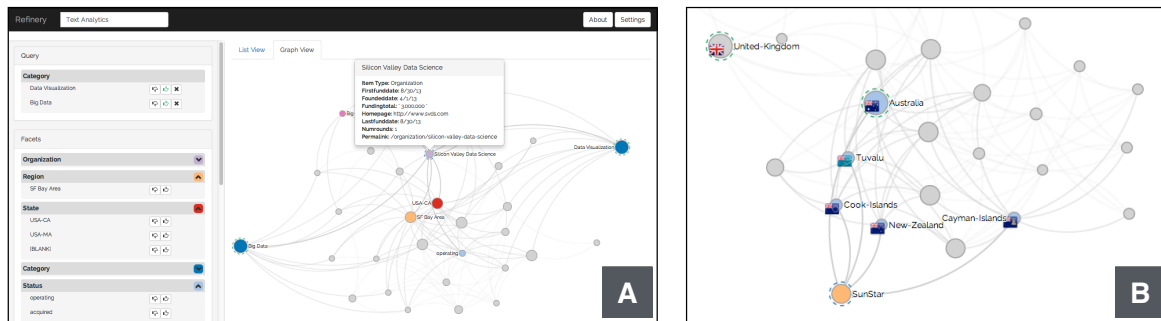 Refinery
Text Analytics
About
Settings
Query
Category
Data Visualization
Big Data
Facets
Organization
Region
SF Bay Area
State
USA-CA
USA-MA
(BLANK)
Category
Status
operating
acquired
List View
Graph View
Silicon Valley Data Science
Item Type: Organization
Firstfunddate: 8/30/13
Foundeddate: 4/1/13
Fundingtotal: ` 3,000,000 `
Homepage: http://www.svds.com
Lastfunddate: 8/30/13
Numrounds: 1
Permalink: /organization/silicon-valley-data-science
Big
Silicon Valley Data Science
Data Visualization
USA-CA
SF Bay Area
Big Data
operating
A
United-Kingdom
Australia
Tuvalu
Cook-Islands
New-Zealand
Cayman-Islands
SunStar
B